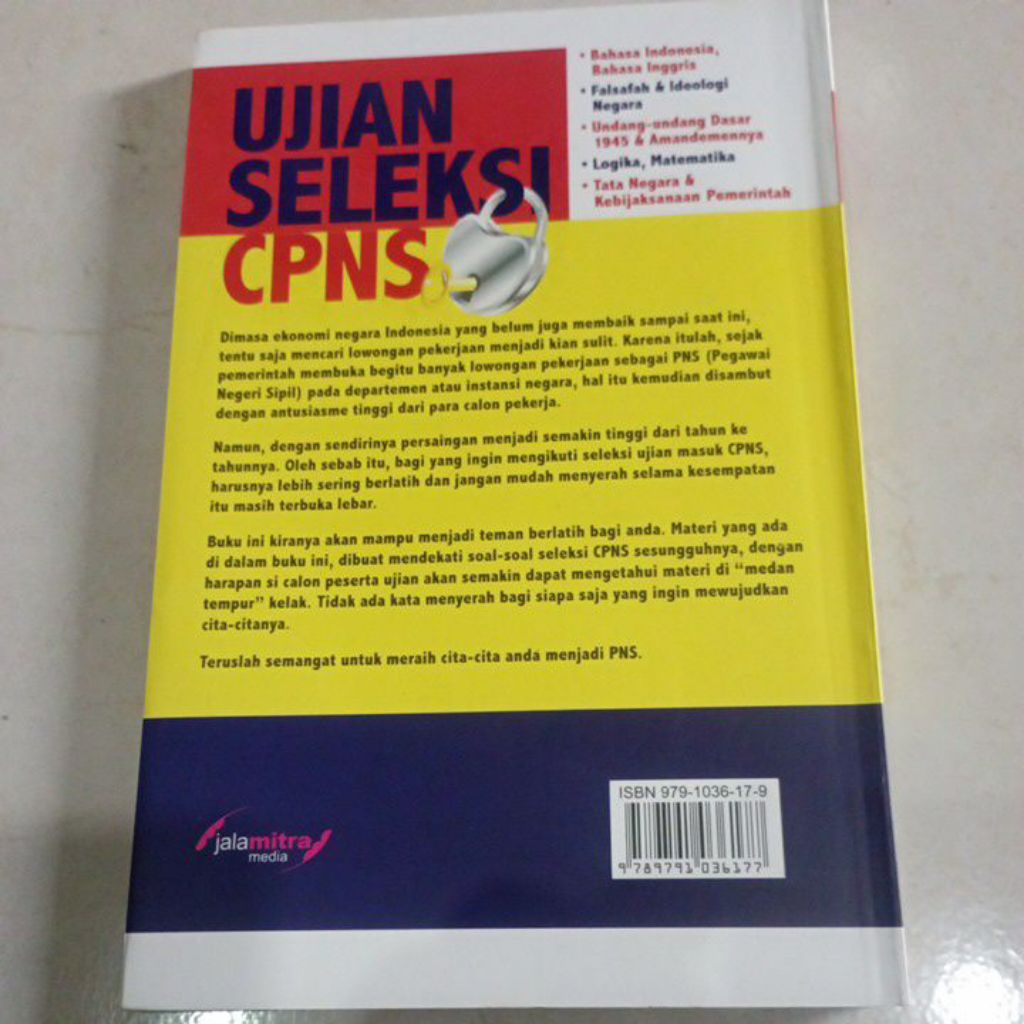 UJIAN
SELEKSI
CPNS
• Bahasa Indonesia,
Bahasa Inggris
• Falsafah & Ideologi
Negara
• Undang-undang Dasar
1945 & Amandemennya
• Logika, Matematika
• Tata Negara &
Kebijaksanaan Pemerintah
Dimasa ekonomi negara Indonesia yang belum juga membaik sampai saat ini,
tentu saja mencari lowongan pekerjaan menjadi kian sulit. Karena itulah, sejak
pemerintah membuka begitu banyak lowongan pekerjaan sebagai PNS (Pegawai
Negeri Sipil) pada departemen atau instansi negara, hal itu kemudian disambut
dengan antusiasme tinggi dari para calon pekerja.
Namun, dengan sendirinya persaingan menjadi semakin tinggi dari tahun ke
tahunnya. Oleh sebab itu, bagi yang ingin mengikuti seleksi ujian masuk CPNS,
harusnya lebih sering berlatih dan jangan mudah menyerah selama kesempatan
itu masih terbuka lebar.
Buku ini kiranya akan mampu menjadi teman berlatih bagi anda. Materi yang ada
di dalam buku ini, dibuat mendekati soal-soal seleksi CPNS sesungguhnya, dengan
harapan si calon peserta ujian akan semakin dapat mengetahui materi di “medan
tempur” kelak. Tidak ada kata menyerah bagi siapa saja yang ingin mewujudkan
cita-citanya.
Teruslah semangat untuk meraih cita-cita anda menjadi PNS.
jalamitra
media
ISBN 979-1036-17-9
9 789791 036177